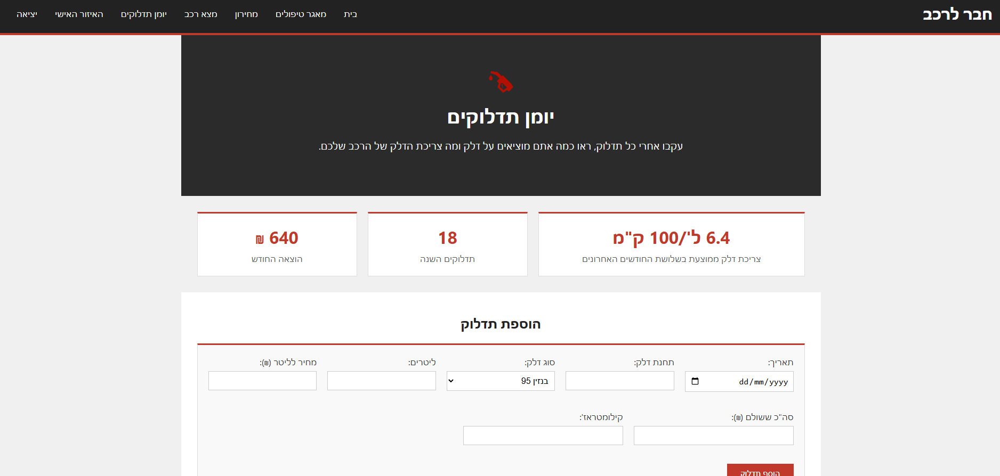 חבר לרכב
בית מאגר טיפולים מחירון מצא רכב יומן תדלוקים האיזור האישי יציאה
יומן תדלוקים
עקבו אחרי כל תדלוק, ראו כמה אתם מוציאים על דלק ומה צריכת הדלק של הרכב שלכם.
6.4 ל'/100 ק"מ
צריכת דלק ממוצעת בשלושת החודשים האחרונים
18
תדלוקים השנה
640 ₪
הוצאה החודש
הוספת תדלוק
תאריך: תחנת דלק: סוג דלק: ליטרים: מחיר לליטר (₪):
dd/mm/yyyy בנזין 95
סה"כ ששולם (₪): קילומטראז':
הוסף תדלוק